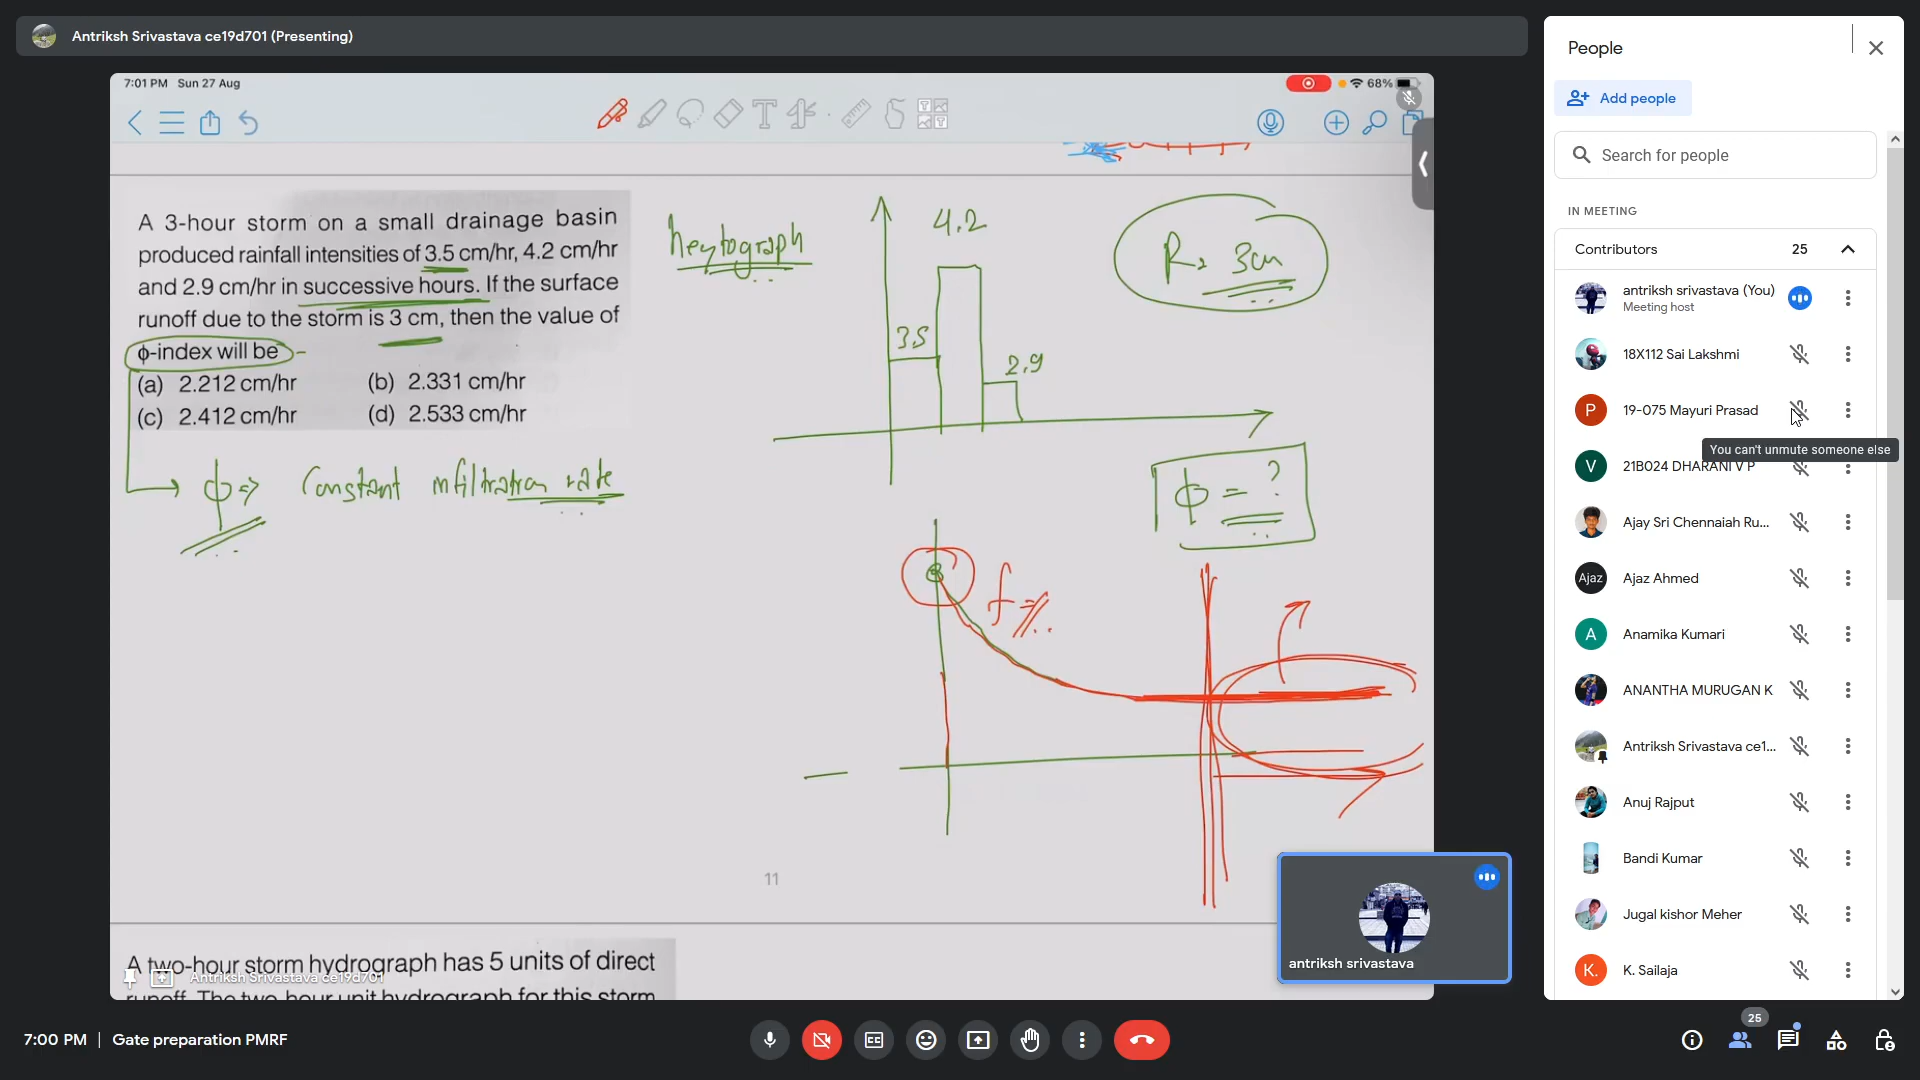 Antriksh Srivastava ce19d701 (Presenting)
7:01 PM Sun 27 Aug
68%
A 3-hour storm on a small drainage basin
produced rainfall intensities of 3.5 cm/hr, 4.2 cm/hr
and 2.9 cm/hr in successive hours. If the surface
runoff due to the storm is 3 cm, then the value of
ϕ-index will be
(a) 2.212 cm/hr (b) 2.331 cm/hr
(c) 2.412 cm/hr (d) 2.533 cm/hr
ϕ => Constant infiltration rate
heytograph
4.2
3.5
2.9
R = 3cm
ϕ = ?
f
11
A two-hour storm hydrograph has 5 units of direct
runoff. The two-hour unit hydrograph for this storm
Antriksh Srivastava ce19d701
antriksh srivastava
People
Add people
Search for people
IN MEETING
Contributors 25
antriksh srivastava (You)
Meeting host
18X112 Sai Lakshmi
P 19-075 Mayuri Prasad
You can't unmute someone else
V 21B024 DHARANI V P
Ajay Sri Chennaiah Ru...
Ajaz Ajaz Ahmed
A Anamika Kumari
ANANTHA MURUGAN K
Antriksh Srivastava ce1...
Anuj Rajput
Bandi Kumar
Jugal kishor Meher
K. K. Sailaja
7:00 PM | Gate preparation PMRF
25